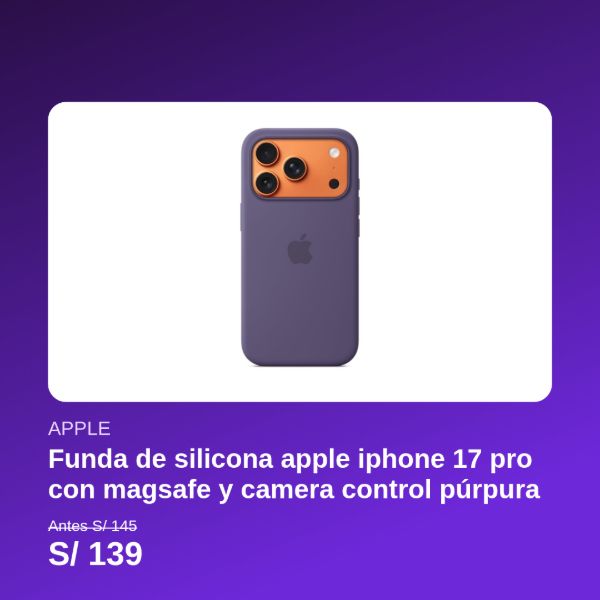 APPLE
Funda de silicona apple iphone 17 pro
con magsafe y camera control púrpura
Antes S/ 145
S/ 139